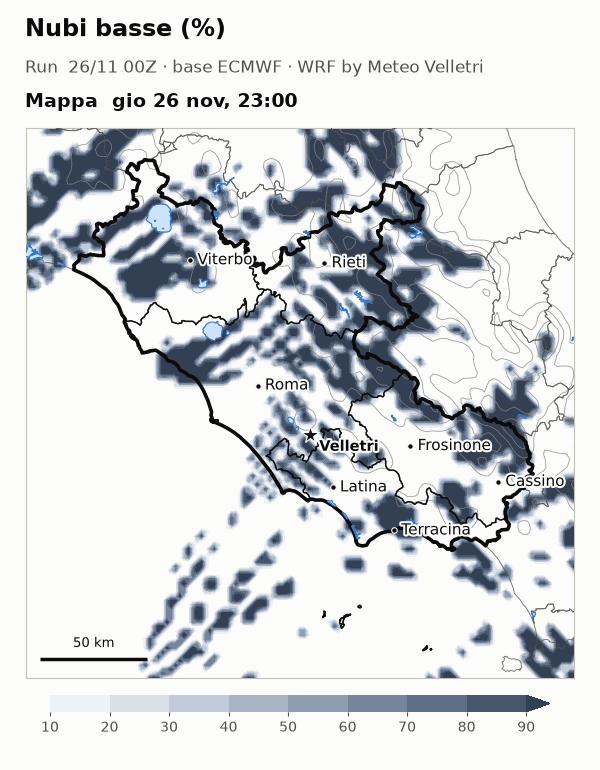 Nubi basse (%)
Run  26/11 00Z · base ECMWF · WRF by Meteo Velletri
Mappa  gio 26 nov, 23:00
Viterbo
Rieti
Roma
Velletri
Frosinone
Cassino
Latina
Terracina
50 km
10 20 30 40 50 60 70 80 90